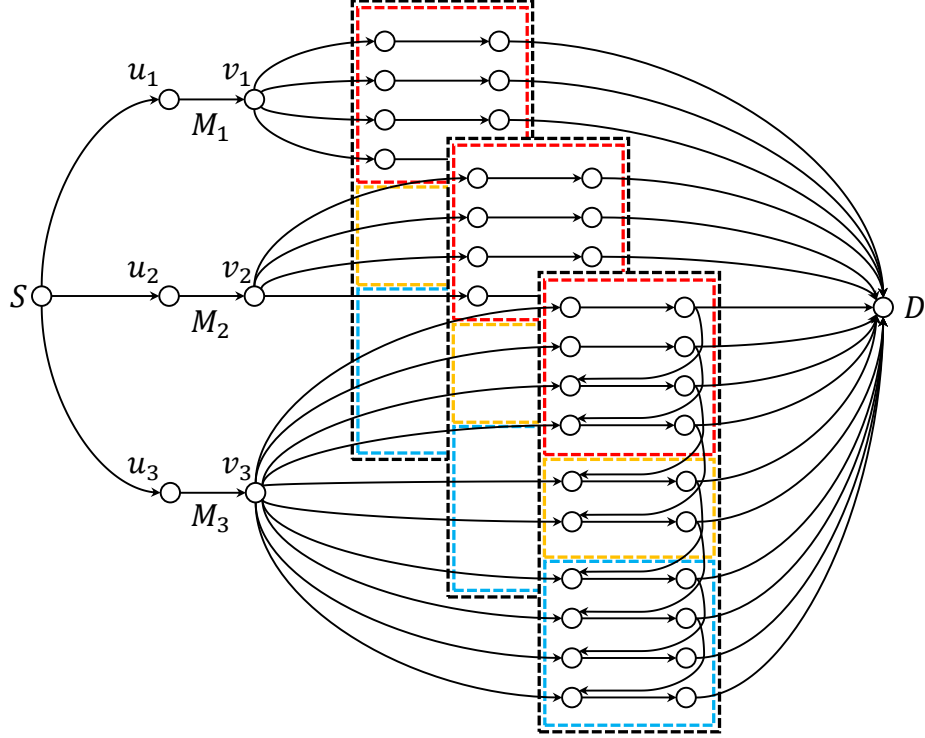 u₁ v₁
M₁
u₂ v₂
S D
M₂
u₃ v₃
M₃